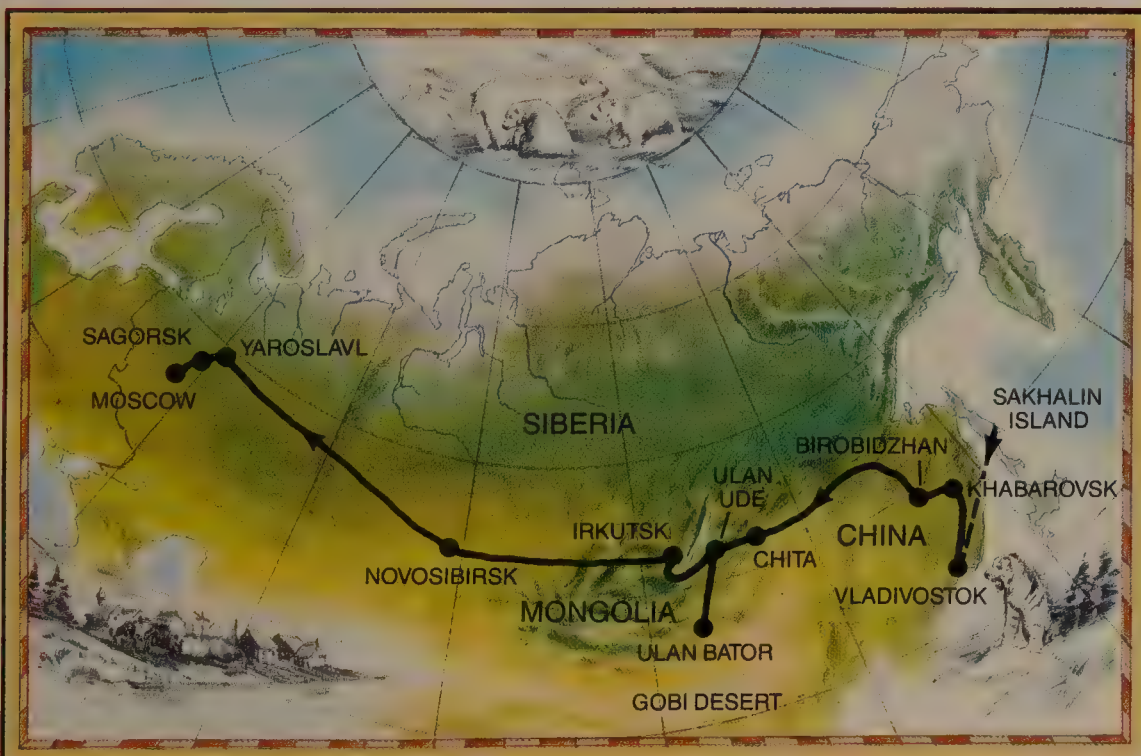 SAGORSK
YAROSLAVL
MOSCOW
SIBERIA
SAKHALIN
ISLAND
BIROBIDZHAN
ULAN
UDE
KHABAROVSK
IRKUTSK
CHINA
CHITA
NOVOSIBIRSK
VLADIVOSTOK
MONGOLIA
ULAN BATOR
GOBI DESERT